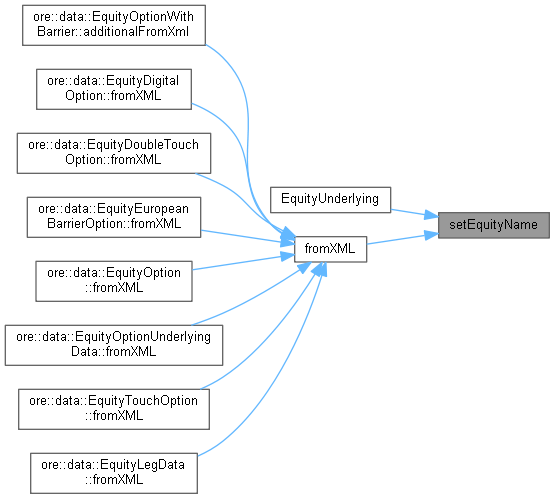 ore::data::EquityOptionWith
Barrier::additionalFromXml
ore::data::EquityDigital
Option::fromXML
ore::data::EquityDoubleTouch
Option::fromXML
ore::data::EquityEuropean
BarrierOption::fromXML
ore::data::EquityOption
::fromXML
ore::data::EquityOptionUnderlying
Data::fromXML
ore::data::EquityTouchOption
::fromXML
ore::data::EquityLegData
::fromXML
EquityUnderlying
fromXML
setEquityName